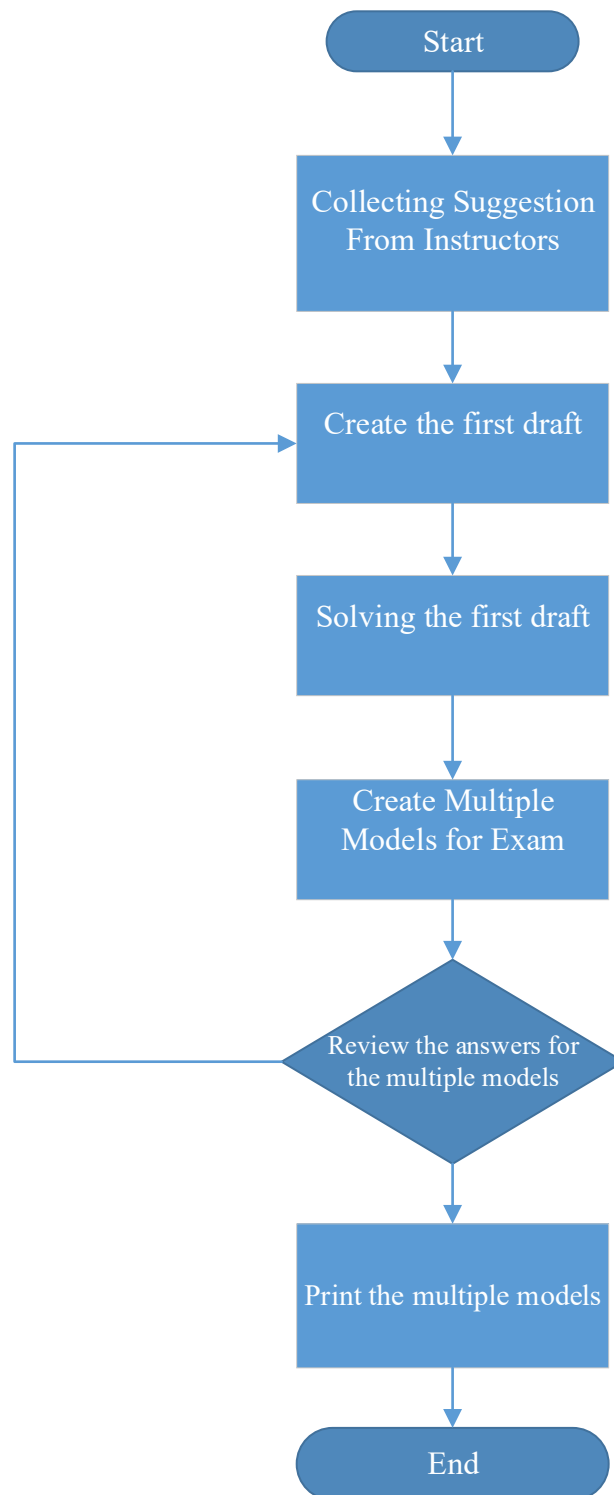 Start
Collecting Suggestion
From Instructors
Create the first draft
Solving the first draft
Create Multiple
Models for Exam
Review the answers for
the multiple models
Print the multiple models
End